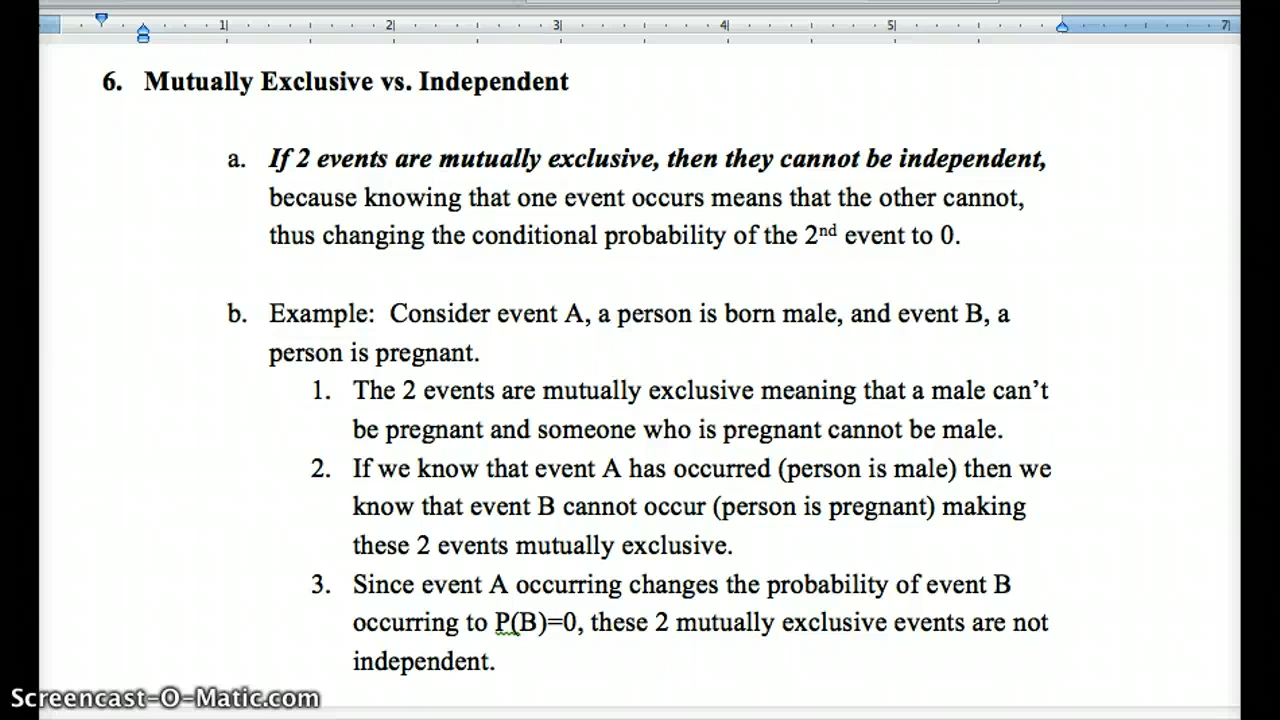 1 2 3 4 5 7
6. Mutually Exclusive vs. Independent
a. If 2 events are mutually exclusive, then they cannot be independent,
because knowing that one event occurs means that the other cannot,
thus changing the conditional probability of the 2nd event to 0.
b. Example: Consider event A, a person is born male, and event B, a
person is pregnant.
1. The 2 events are mutually exclusive meaning that a male can’t
be pregnant and someone who is pregnant cannot be male.
2. If we know that event A has occurred (person is male) then we
know that event B cannot occur (person is pregnant) making
these 2 events mutually exclusive.
3. Since event A occurring changes the probability of event B
occurring to P(B)=0, these 2 mutually exclusive events are not
independent.
Screencast-O-Matic.com